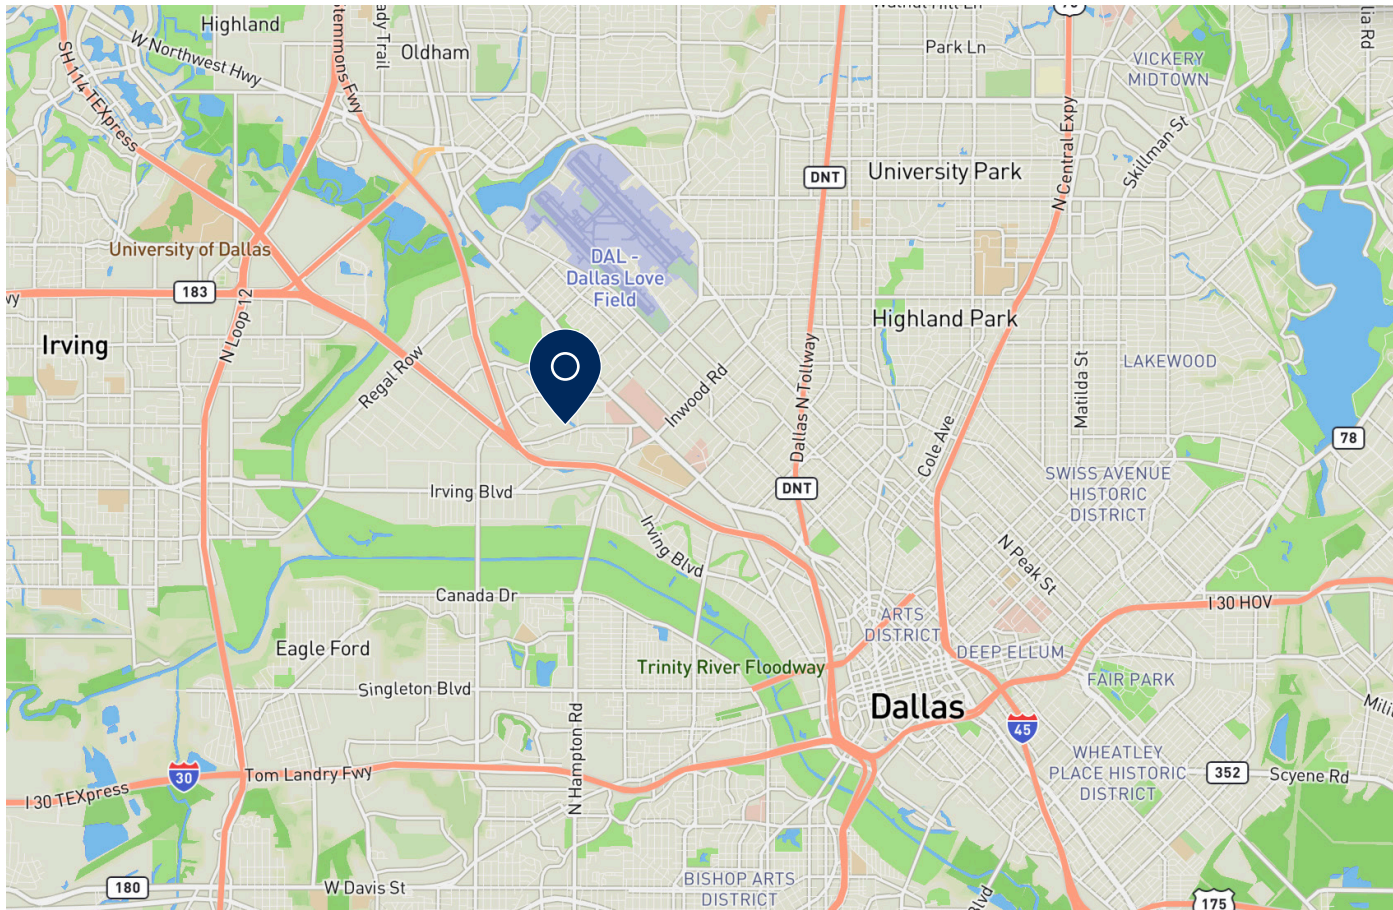 Highland
Oldham
Park Ln
VICKERY
MIDTOWN
W Northwest Hwy
Stemmons Fwy
SH 114 TEXpress
N Central Expy
Skillman St
DNT
University Park
University of Dallas
DAL -
Dallas Love
Field
183
N Loop 12
Irving
Highland Park
Regal Row
Inwood Rd
Dallas N Tollway
Matilda St
LAKEWOOD
Cole Ave
78
Irving Blvd
DNT
SWISS AVENUE
HISTORIC
DISTRICT
Irving Blvd
N Peak St
Canada Dr
I 30 HOV
ARTS
DISTRICT
Eagle Ford
DEEP ELLUM
Trinity River Floodway
FAIR PARK
Singleton Blvd
Dallas
45
N Hampton Rd
WHEATLEY
PLACE HISTORIC
DISTRICT
30
Tom Landry Fwy
352
Scyene Rd
I 30 TEXpress
180
W Davis St
BISHOP ARTS
DISTRICT
175